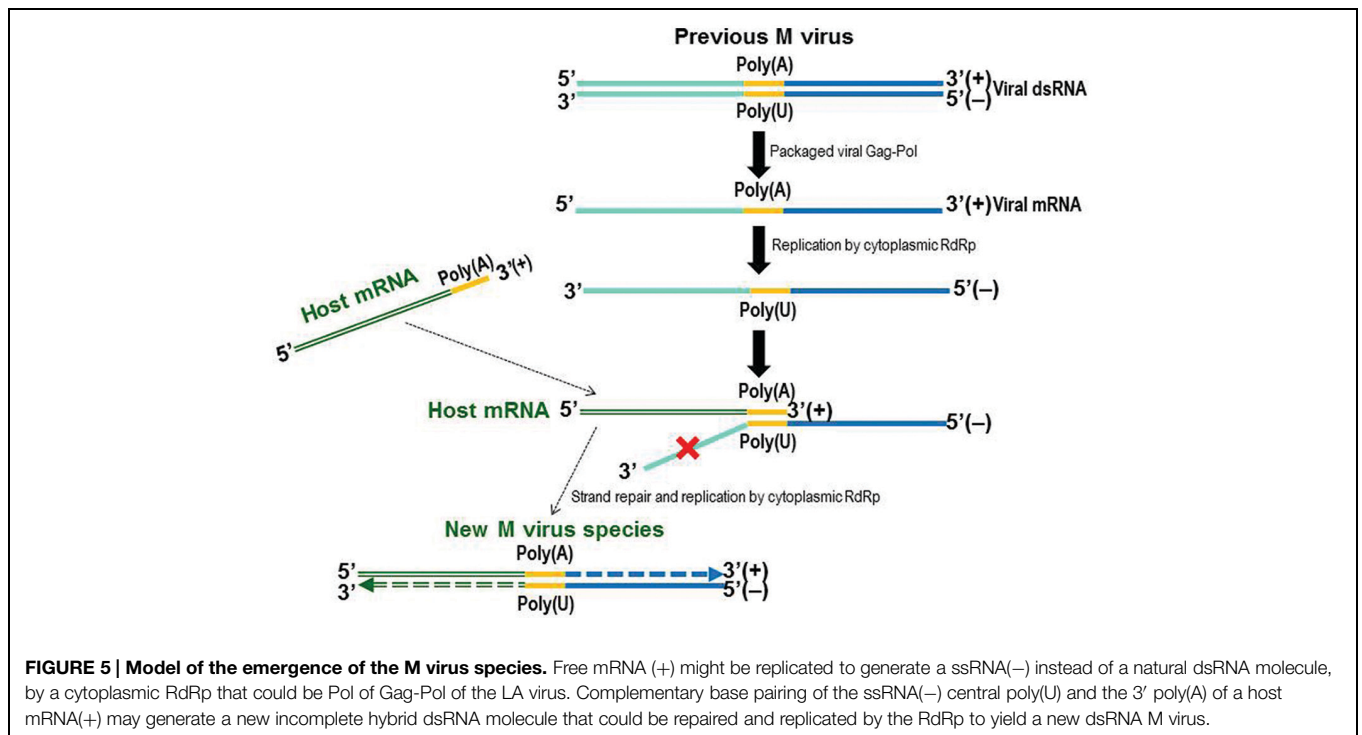 Previous M virus
Poly(A)
5' 3'(+)
Viral dsRNA
3' 5'(–)
Poly(U)
Packaged viral Gag-Pol
Poly(A)
5' 3'(+) Viral mRNA
Replication by cytoplasmic RdRp
Host mRNA
Poly(A) 3'(+)
5'
3' 5'(–)
Poly(U)
Poly(A)
Host mRNA 5' 3'(+)
5'(–)
Poly(U)
3'
Strand repair and replication by cytoplasmic RdRp
New M virus species
Poly(A)
5' 3'(+)
3' 5'(–)
Poly(U)
FIGURE 5 | Model of the emergence of the M virus species. Free mRNA (+) might be replicated to generate a ssRNA(–) instead of a natural dsRNA molecule,
by a cytoplasmic RdRp that could be Pol of Gag-Pol of the LA virus. Complementary base pairing of the ssRNA(–) central poly(U) and the 3′ poly(A) of a host
mRNA(+) may generate a new incomplete hybrid dsRNA molecule that could be repaired and replicated by the RdRp to yield a new dsRNA M virus.